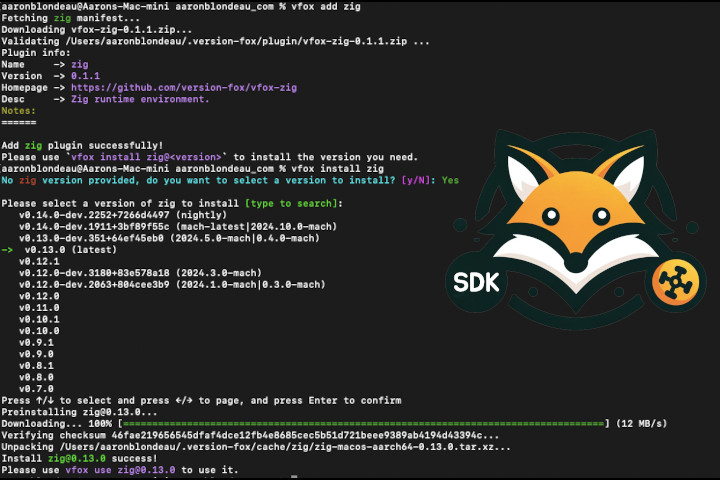 [aaronblondeau@Aarons-Mac-mini aaronblondeau_com % vfox add zig
Fetching zig manifest...
Downloading vfox-zig-0.1.1.zip...
Validating /Users/aaronblondeau/.version-fox/plugin/vfox-zig-0.1.1.zip ...
Plugin info:
Name     -> zig
Version  -> 0.1.1
Homepage -> https://github.com/version-fox/vfox-zig
Desc     -> Zig runtime environment.
Notes:
======
Add zig plugin successfully!
Please use `vfox install zig@<version>` to install the version you need.
[aaronblondeau@Aarons-Mac-mini aaronblondeau_com % vfox install zig
No zig version provided, do you want to select a version to install? [y/N]: Yes
Please select a version of zig to install [type to search]:
v0.14.0-dev.2252+7266d4497 (nightly)
v0.14.0-dev.1911+3bf89f55c (mach-latest|2024.10.0-mach)
v0.13.0-dev.351+64ef45eb0 (2024.5.0-mach|0.4.0-mach)
-> v0.13.0 (latest)
v0.12.1
v0.12.0-dev.3180+83e578a18 (2024.3.0-mach)
v0.12.0-dev.2063+804cee3b9 (2024.1.0-mach|0.3.0-mach)
v0.12.0
v0.11.0
v0.10.1
v0.10.0
v0.9.1
v0.9.0
v0.8.1
v0.8.0
v0.7.0
Press ↑/↓ to select and press ←/→ to page, and press Enter to confirm
Preinstalling zig@0.13.0...
Downloading... 100% [==================================================================================] (12 MB/s)
Verifying checksum 46fae219656545dfaf4dce12fb4e8685cec5b51d721beee9389ab4194d43394c...
Unpacking /Users/aaronblondeau/.version-fox/cache/zig/zig-macos-aarch64-0.13.0.tar.xz...
Install zig@0.13.0 success!
Please use vfox use zig@0.13.0 to use it.
SDK